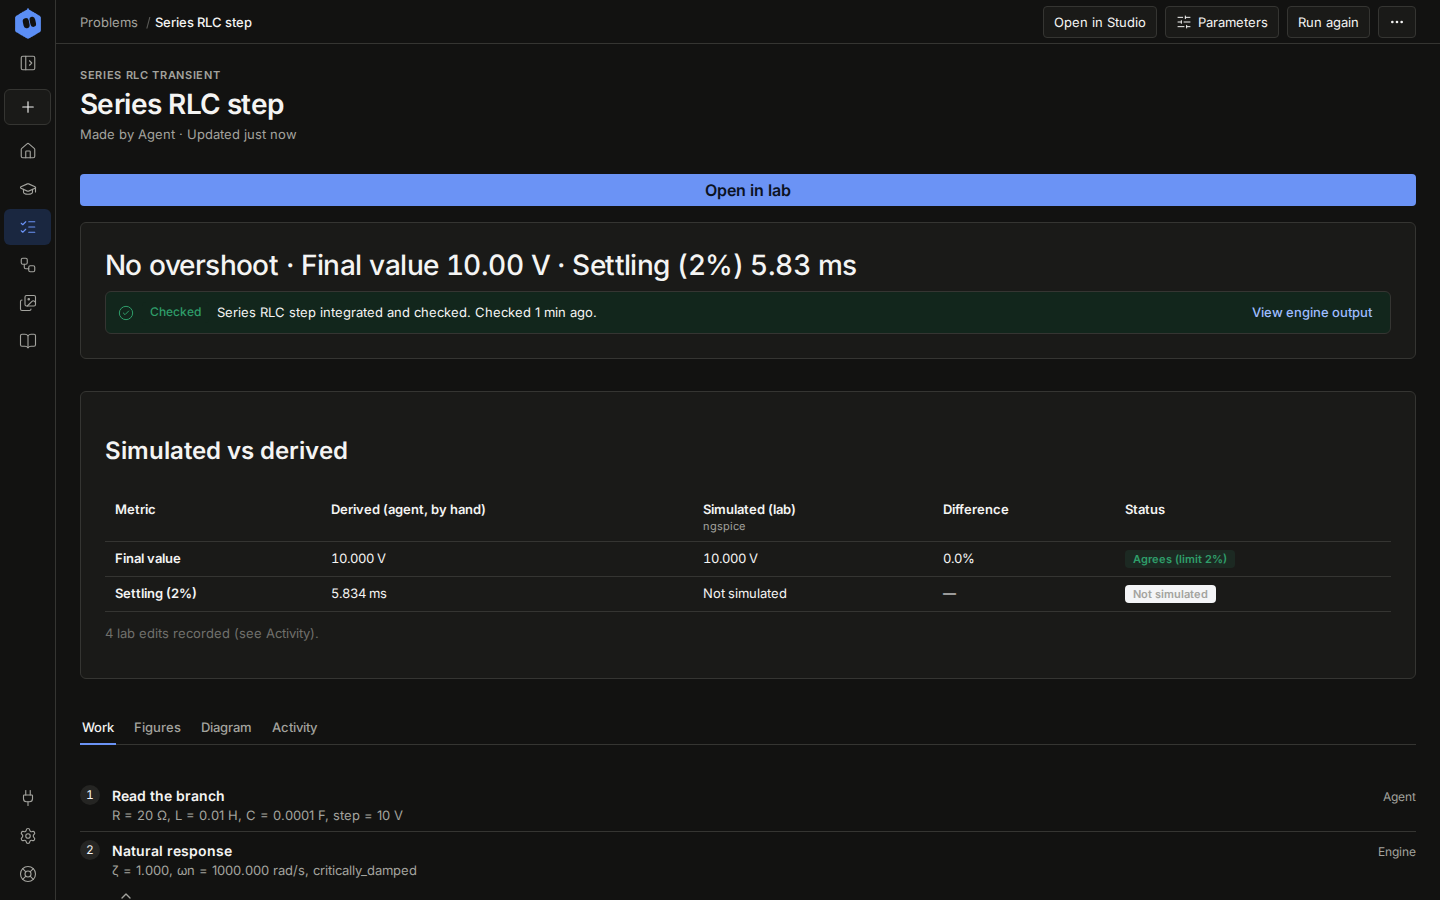 Problems / Series RLC step
Open in Studio
Parameters
Run again
SERIES RLC TRANSIENT
Series RLC step
Made by Agent · Updated just now
Open in lab
No overshoot · Final value 10.00 V · Settling (2%) 5.83 ms
Checked Series RLC step integrated and checked. Checked 1 min ago. View engine output
Simulated vs derived
Metric Derived (agent, by hand) Simulated (lab) Difference Status
ngspice
Final value 10.000 V 10.000 V 0.0% Agrees (limit 2%)
Settling (2%) 5.834 ms Not simulated — Not simulated
4 lab edits recorded (see Activity).
Work Figures Diagram Activity
1 Read the branch Agent
R = 20 Ω, L = 0.01 H, C = 0.0001 F, step = 10 V
2 Natural response Engine
ζ = 1.000, ωn = 1000.000 rad/s, critically_damped